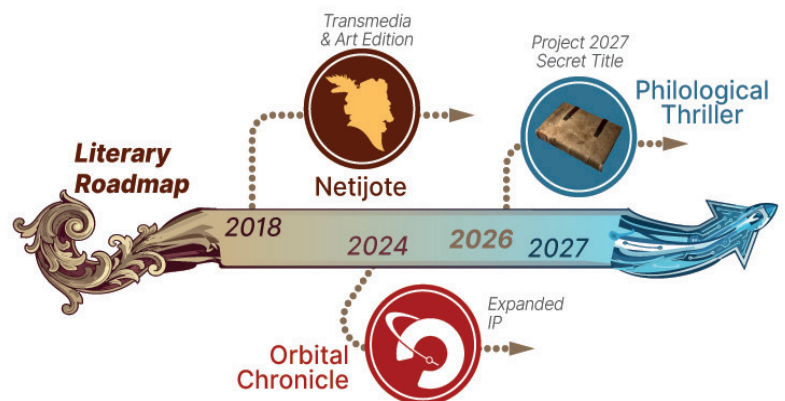 Transmedia
& Art Edition
Project 2027
Secret Title
Philological
Thriller
Literary
Roadmap
Netijote
2018
2024
2026
2027
Orbital
Chronicle
Expanded
IP